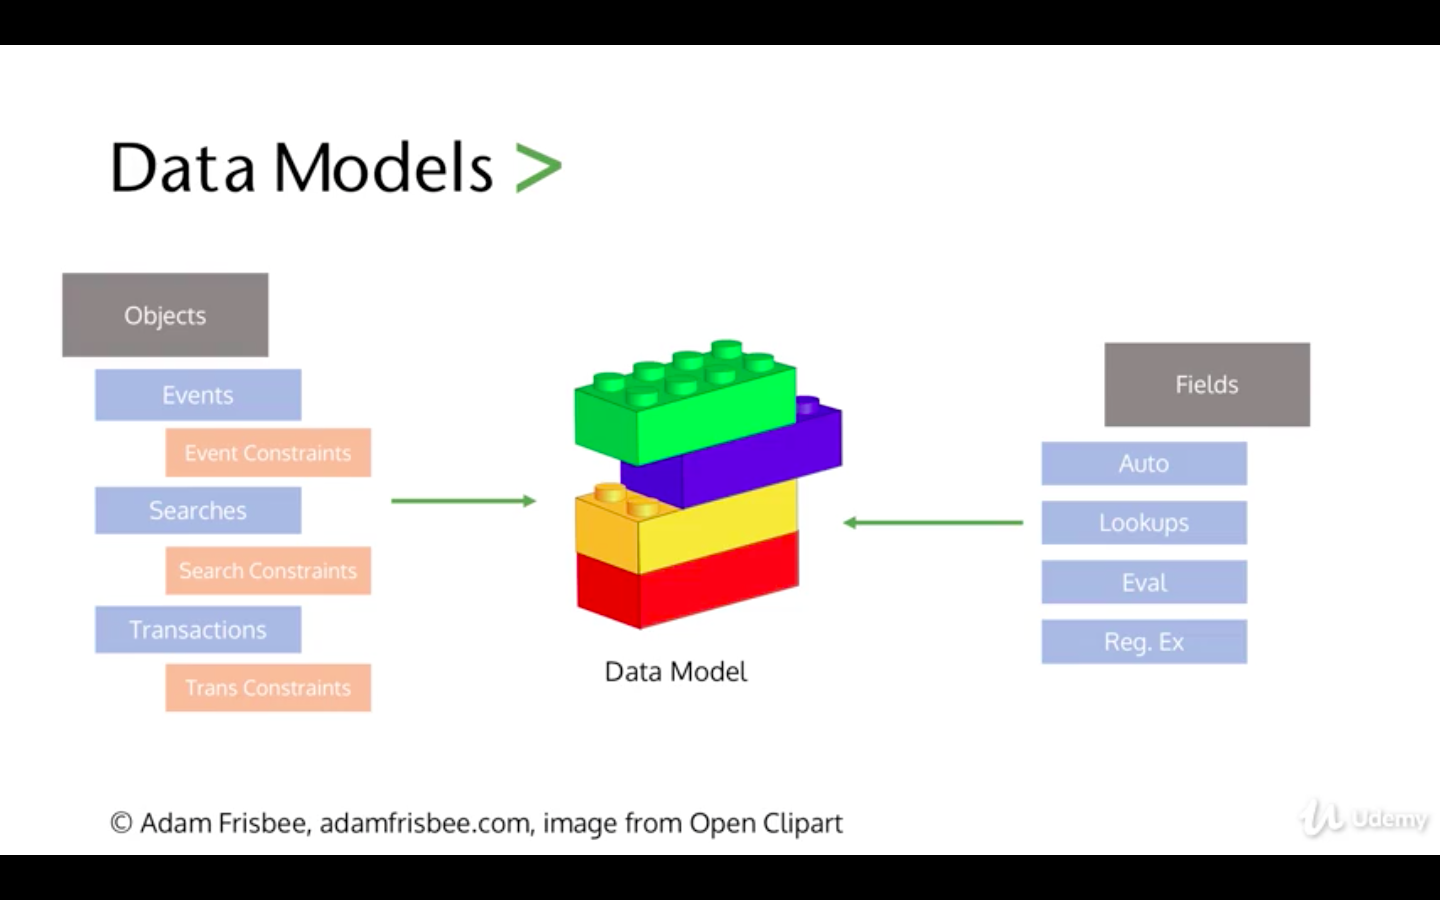 Data Models >
Objects
Events
Event Constraints
Searches
Search Constraints
Transactions
Trans Constraints
Data Model
Fields
Auto
Lookups
Eval
Reg. Ex
© Adam Frisbee, adamfrisbee.com, image from Open Clipart
Udemy